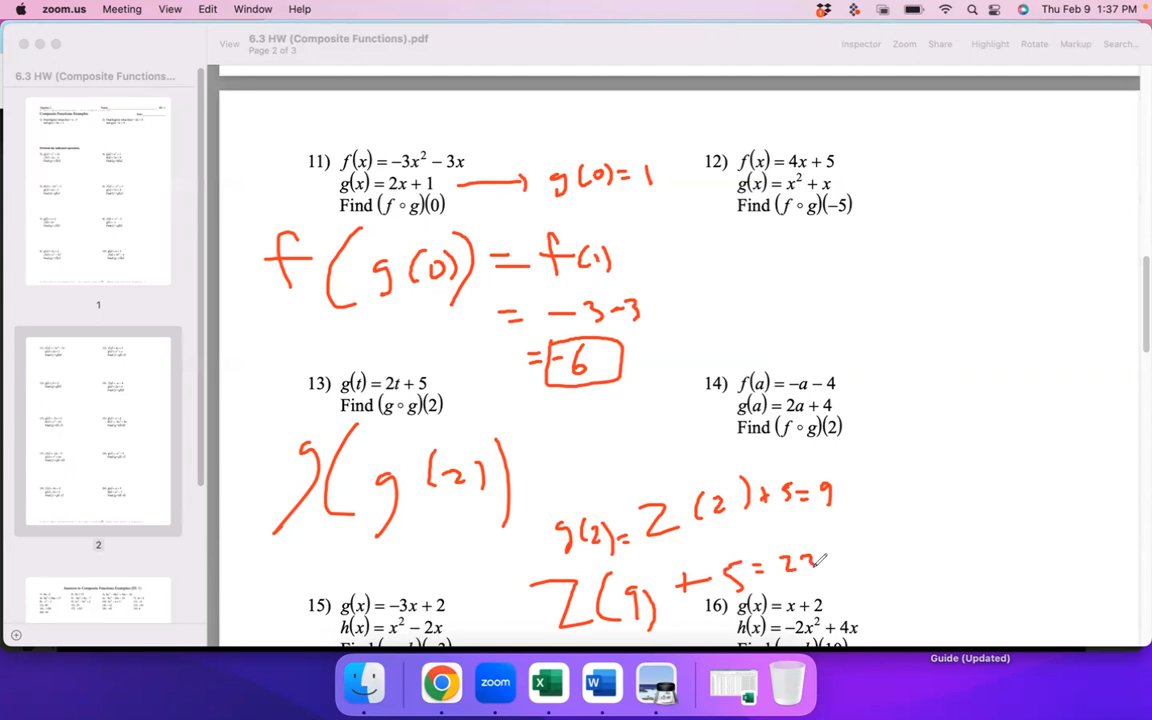 zoom.us Meeting View Edit Window Help Thu Feb 9 1:37 PM
6.3 HW (Composite Functions).pdf
Page 2 of 3
View Inspector Zoom Share Highlight Rotate Markup Search...
6.3 HW (Composite Functions...
1
2
11) f(x) = −3x² − 3x
g(x) = 2x + 1 → g(0) = 1
Find (f ∘ g)(0)
f(g(0)) = f(1)
= −3−3
= −6
12) f(x) = 4x + 5
g(x) = x² + x
Find (f ∘ g)(−5)
13) g(t) = 2t + 5
Find (g ∘ g)(2)
g(g(2))
g(2) = 2(2) + 5 = 9
2(9) + 5 = 23
14) f(a) = −a − 4
g(a) = 2a + 4
Find (f ∘ g)(2)
15) g(x) = −3x + 2
h(x) = x² − 2x
16) g(x) = x + 2
h(x) = −2x² + 4x
Guide (Updated)
zoom